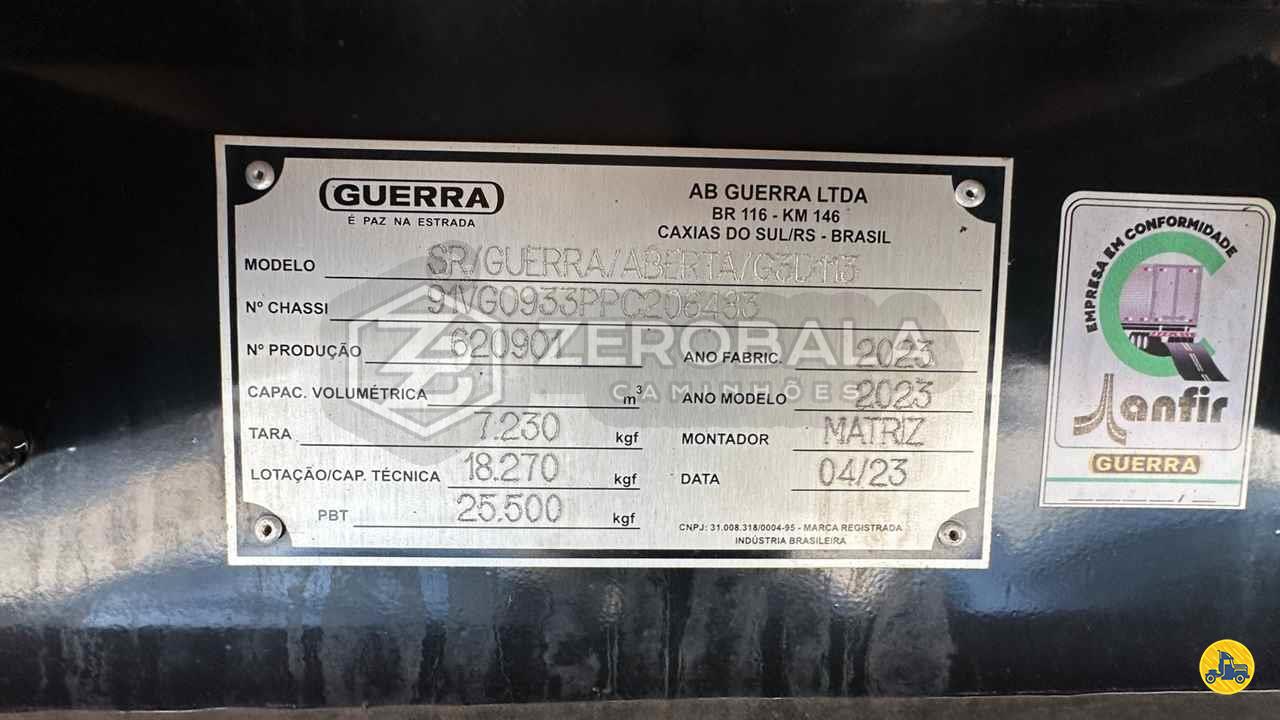 GUERRA
É PAZ NA ESTRADA
AB GUERRA LTDA
BR 116 - KM 146
CAXIAS DO SUL/RS - BRASIL
MODELO SR/GUERRA/ABERTA/G3D113
Nº CHASSI 91VG0933PPC206483
Nº PRODUÇÃO 620901 ANO FABRIC. 2023
CAPAC. VOLUMÉTRICA m³ ANO MODELO 2023
TARA 7.230 kgf MONTADOR MATRIZ
LOTAÇÃO/CAP. TÉCNICA 18.270 kgf DATA 04/23
PBT 25.500 kgf
CNPJ: 31.008.318/0004-95 - MARCA REGISTRADA
INDÚSTRIA BRASILEIRA
ZEROBALA
CAMINHÕES
EMPRESA EM CONFORMIDADE
anfir
GUERRA